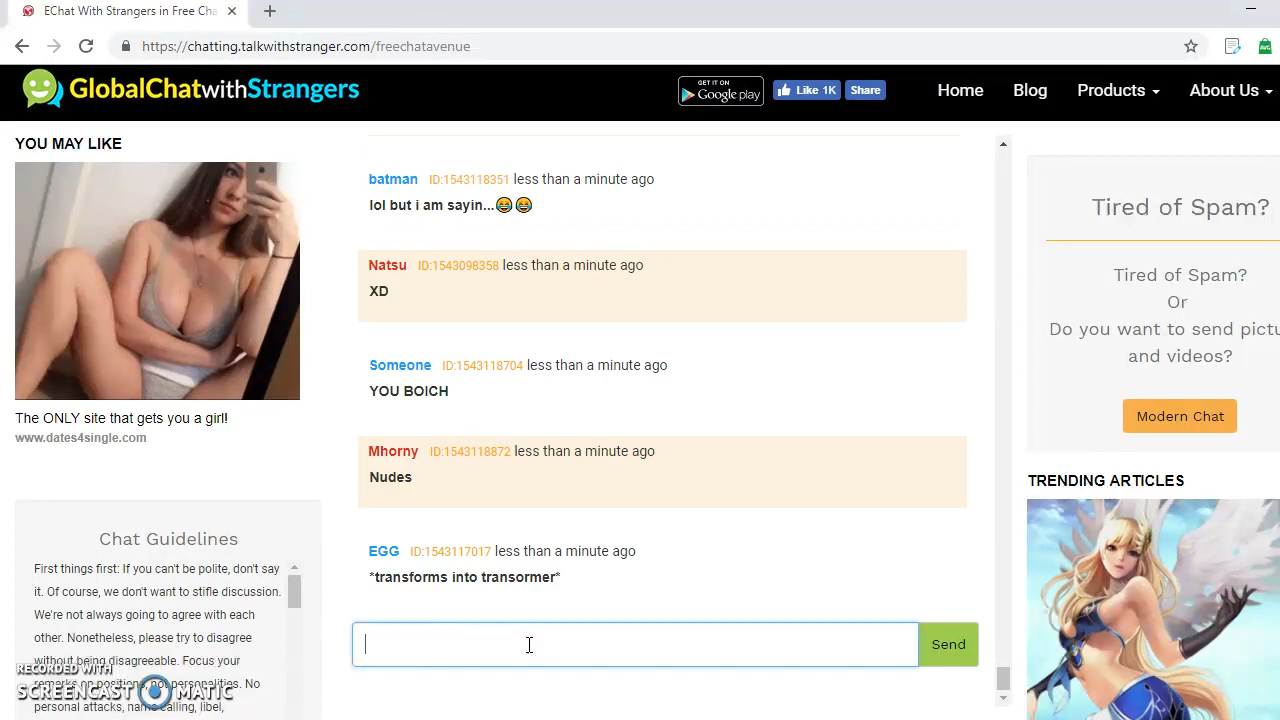 EChat With Strangers in Free Cha
https://chatting.talkwithstranger.com/freechatavenue
GlobalChatwithStrangers
GET IT ON
Google play
Like 1K
Share
Home
Blog
Products
About Us
YOU MAY LIKE
The ONLY site that gets you a girl!
www.dates4single.com
Chat Guidelines
First things first: If you can't be polite, don't say
it. Of course, we don't want to stifle discussion.
We're not always going to agree with each
other. Nonetheless, please try to disagree
without being disagreeable. Focus your
remarks on positions, not personalities. No
personal attacks, name calling, libel,
RECORDED WITH
SCREENCAST MATIC
batman ID:1543118351 less than a minute ago
lol but i am sayin...😂😂
Natsu ID:1543098358 less than a minute ago
XD
Someone ID:1543118704 less than a minute ago
YOU BOICH
Mhorny ID:1543118872 less than a minute ago
Nudes
EGG ID:1543117017 less than a minute ago
*transforms into transormer*
Send
Tired of Spam?
Tired of Spam?
Or
Do you want to send pictu
and videos?
Modern Chat
TRENDING ARTICLES
AVG